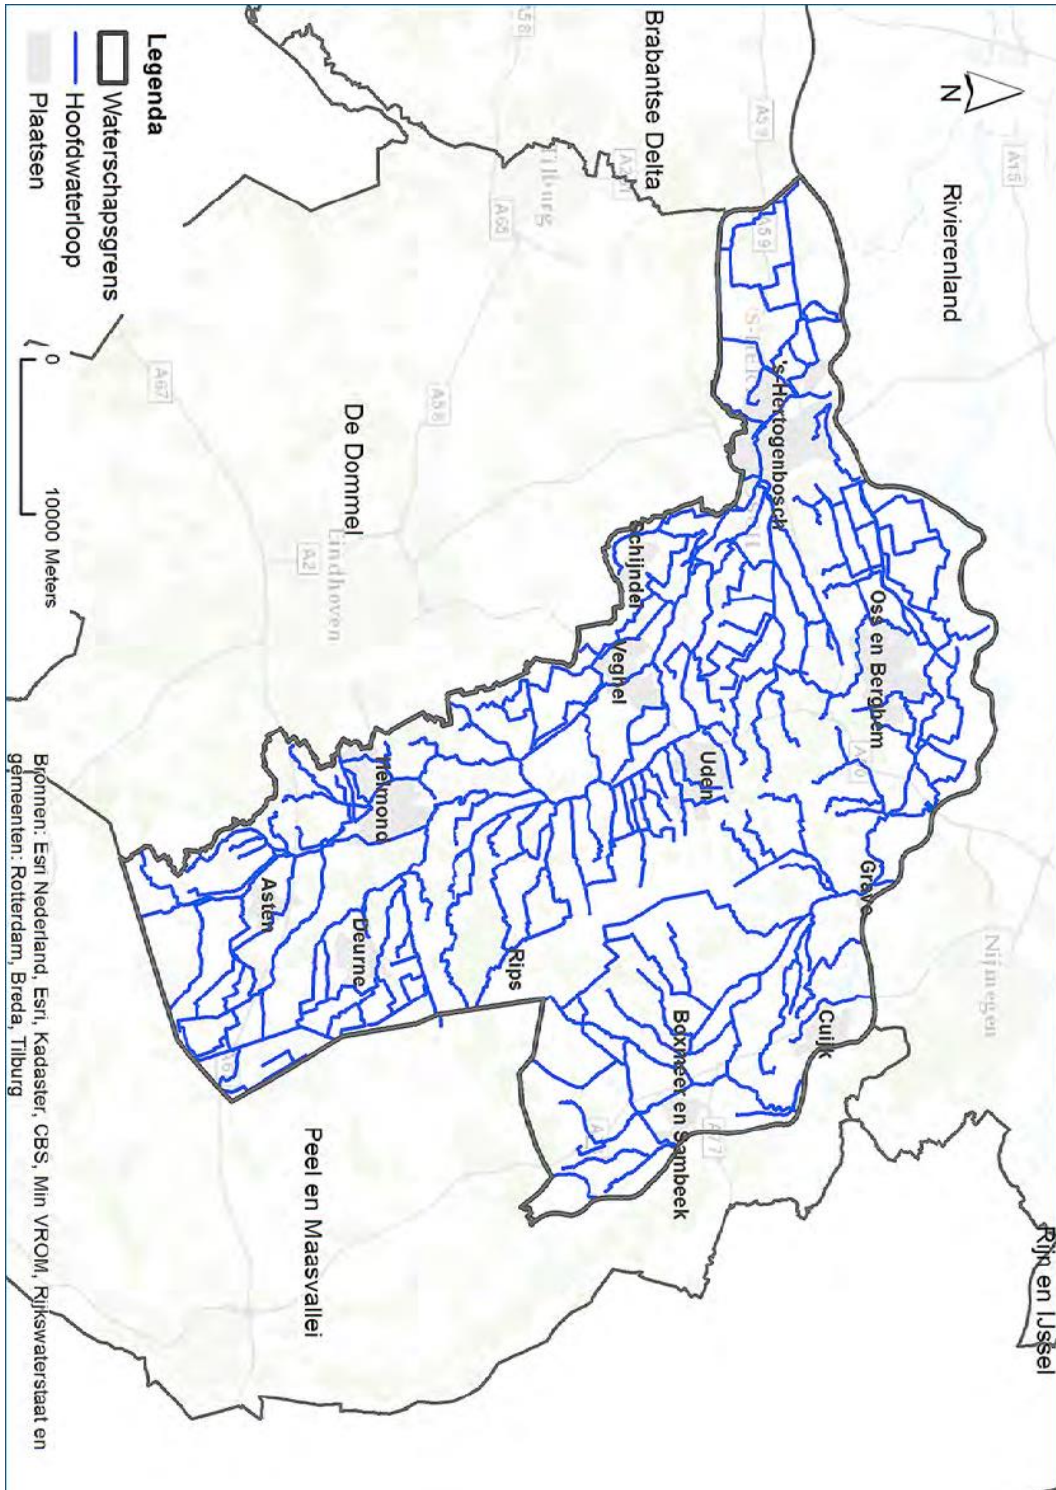 Rijn en IJssel
Rivierenland
N
A15
Nijmegen
Brabantse Delta
A59
A59
's-Hertogenbosch
Oss en Berghem
Grave
Cuijk
A58
Tilburg
A65
Schijndel
Veghel
Uden
Boxmeer en Sambeek
A77
De Dommel
A58
Eindhoven
A2
Helmond
Rips
Deurne
Asten
A67
Peel en Maasvallei
Legenda
Waterschapsgrens
Hoofdwaterloop
Plaatsen
0
10000 Meters
Bronnen: Esri Nederland, Esri, Kadaster, CBS, Min VROM, Rijkswaterstaat en
gemeenten: Rotterdam, Breda, Tilburg